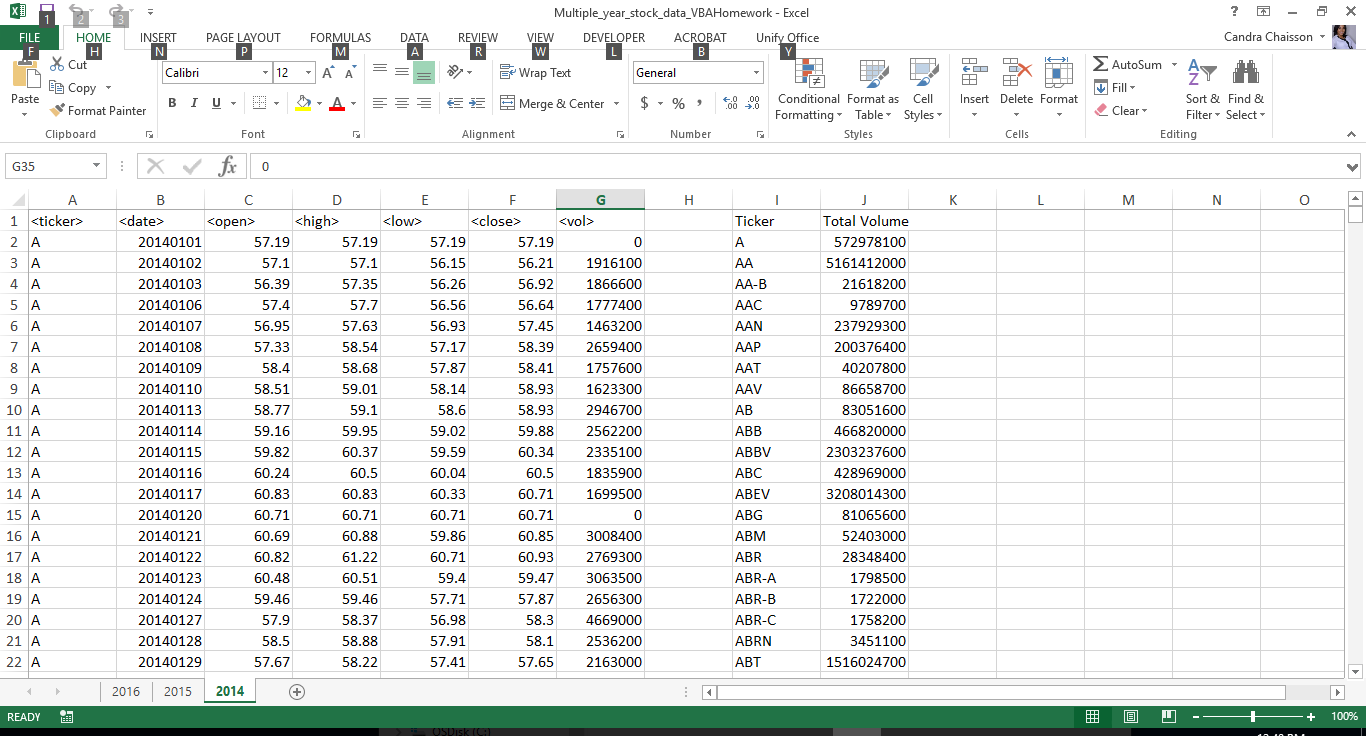 Multiple_year_stock_data_VBAHomework - Excel
1 2 3
FILE HOME INSERT PAGE LAYOUT FORMULAS DATA REVIEW VIEW DEVELOPER ACROBAT Unify Office Candra Chaisson
F H N P M A R W L B Y
Paste Cut Copy Format Painter
Calibri 12 General
B I U Wrap Text Merge & Center $ % , Conditional Formatting Format as Table Cell Styles Insert Delete Format AutoSum Fill Clear Sort & Filter Find & Select
Clipboard Font Alignment Number Styles Cells Editing
G35 fx 0
A B C D E F G H I J K L M N O
1 <ticker> <date> <open> <high> <low> <close> <vol> Ticker Total Volume
2 A 20140101 57.19 57.19 57.19 57.19 0 A 572978100
3 A 20140102 57.1 57.1 56.15 56.21 1916100 AA 5161412000
4 A 20140103 56.39 57.35 56.26 56.92 1866600 AA-B 21618200
5 A 20140106 57.4 57.7 56.56 56.64 1777400 AAC 9789700
6 A 20140107 56.95 57.63 56.93 57.45 1463200 AAN 237929300
7 A 20140108 57.33 58.54 57.17 58.39 2659400 AAP 200376400
8 A 20140109 58.4 58.68 57.87 58.41 1757600 AAT 40207800
9 A 20140110 58.51 59.01 58.14 58.93 1623300 AAV 86658700
10 A 20140113 58.77 59.1 58.6 58.93 2946700 AB 83051600
11 A 20140114 59.16 59.95 59.02 59.88 2562200 ABB 466820000
12 A 20140115 59.82 60.37 59.59 60.34 2335100 ABBV 2303237600
13 A 20140116 60.24 60.5 60.04 60.5 1835900 ABC 428969000
14 A 20140117 60.83 60.83 60.33 60.71 1699500 ABEV 3208014300
15 A 20140120 60.71 60.71 60.71 60.71 0 ABG 81065600
16 A 20140121 60.69 60.88 59.86 60.85 3008400 ABM 52403000
17 A 20140122 60.82 61.22 60.71 60.93 2769300 ABR 28348400
18 A 20140123 60.48 60.51 59.4 59.47 3063500 ABR-A 1798500
19 A 20140124 59.46 59.46 57.71 57.87 2656300 ABR-B 1722000
20 A 20140127 57.9 58.37 56.98 58.3 4669000 ABR-C 1758200
21 A 20140128 58.5 58.88 57.91 58.1 2536200 ABRN 3451100
22 A 20140129 57.67 58.22 57.41 57.65 2163000 ABT 1516024700
2016 2015 2014
READY 100%
OSDisk (C:)